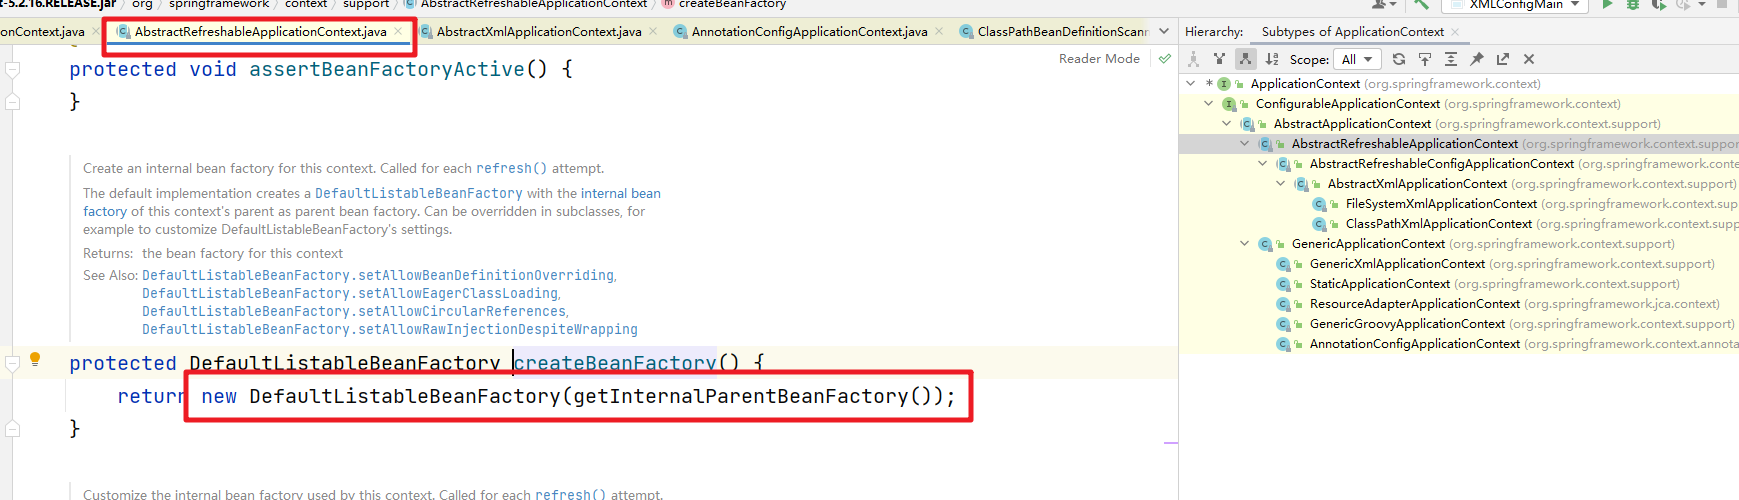 t-5.2.16.RELEASE.jar org springframework context support AbstractRefreshableApplicationContext createBeanFactory XMLConfigMain
onContext.java AbstractRefreshableApplicationContext.java AbstractXmlApplicationContext.java AnnotationConfigApplicationContext.java ClassPathBeanDefinitionScann
Reader Mode
protected void assertBeanFactoryActive() {
}
Create an internal bean factory for this context. Called for each refresh() attempt.
The default implementation creates a DefaultListableBeanFactory with the internal bean
factory of this context's parent as parent bean factory. Can be overridden in subclasses, for
example to customize DefaultListableBeanFactory's settings.
Returns: the bean factory for this context
See Also: DefaultListableBeanFactory.setAllowBeanDefinitionOverriding,
DefaultListableBeanFactory.setAllowEagerClassLoading,
DefaultListableBeanFactory.setAllowCircularReferences,
DefaultListableBeanFactory.setAllowRawInjectionDespiteWrapping
protected DefaultListableBeanFactory createBeanFactory() {
return new DefaultListableBeanFactory(getInternalParentBeanFactory());
}
Customize the internal bean factory used by this context. Called for each refresh() attempt.
Hierarchy: Subtypes of ApplicationContext
Scope: All
* ApplicationContext (org.springframework.context)
ConfigurableApplicationContext (org.springframework.context)
AbstractApplicationContext (org.springframework.context.support)
AbstractRefreshableApplicationContext (org.springframework.context.suppor
AbstractRefreshableConfigApplicationContext (org.springframework.conte
AbstractXmlApplicationContext (org.springframework.context.support)
FileSystemXmlApplicationContext (org.springframework.context.sup
ClassPathXmlApplicationContext (org.springframework.context.supp
GenericApplicationContext (org.springframework.context.support)
GenericXmlApplicationContext (org.springframework.context.support)
StaticApplicationContext (org.springframework.context.support)
ResourceAdapterApplicationContext (org.springframework.jca.context)
GenericGroovyApplicationContext (org.springframework.context.support)
AnnotationConfigApplicationContext (org.springframework.context.annota